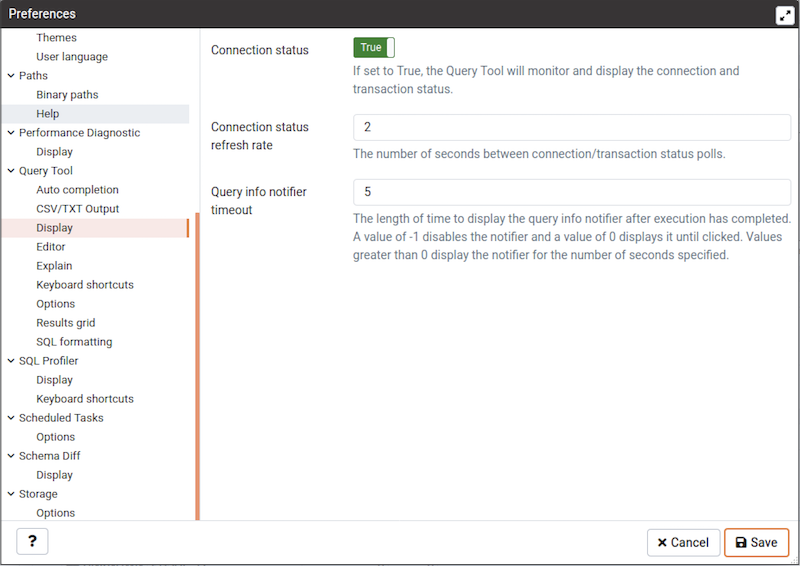 Preferences
Themes
User language
Paths
Binary paths
Help
Performance Diagnostic
Display
Query Tool
Auto completion
CSV/TXT Output
Display
Editor
Explain
Keyboard shortcuts
Options
Results grid
SQL formatting
SQL Profiler
Display
Keyboard shortcuts
Scheduled Tasks
Options
Schema Diff
Display
Storage
Options
Connection status
True
If set to True, the Query Tool will monitor and display the connection and
transaction status.
Connection status
refresh rate
2
The number of seconds between connection/transaction status polls.
Query info notifier
timeout
5
The length of time to display the query info notifier after execution has completed.
A value of -1 disables the notifier and a value of 0 displays it until clicked. Values
greater than 0 display the notifier for the number of seconds specified.
?
Cancel
Save